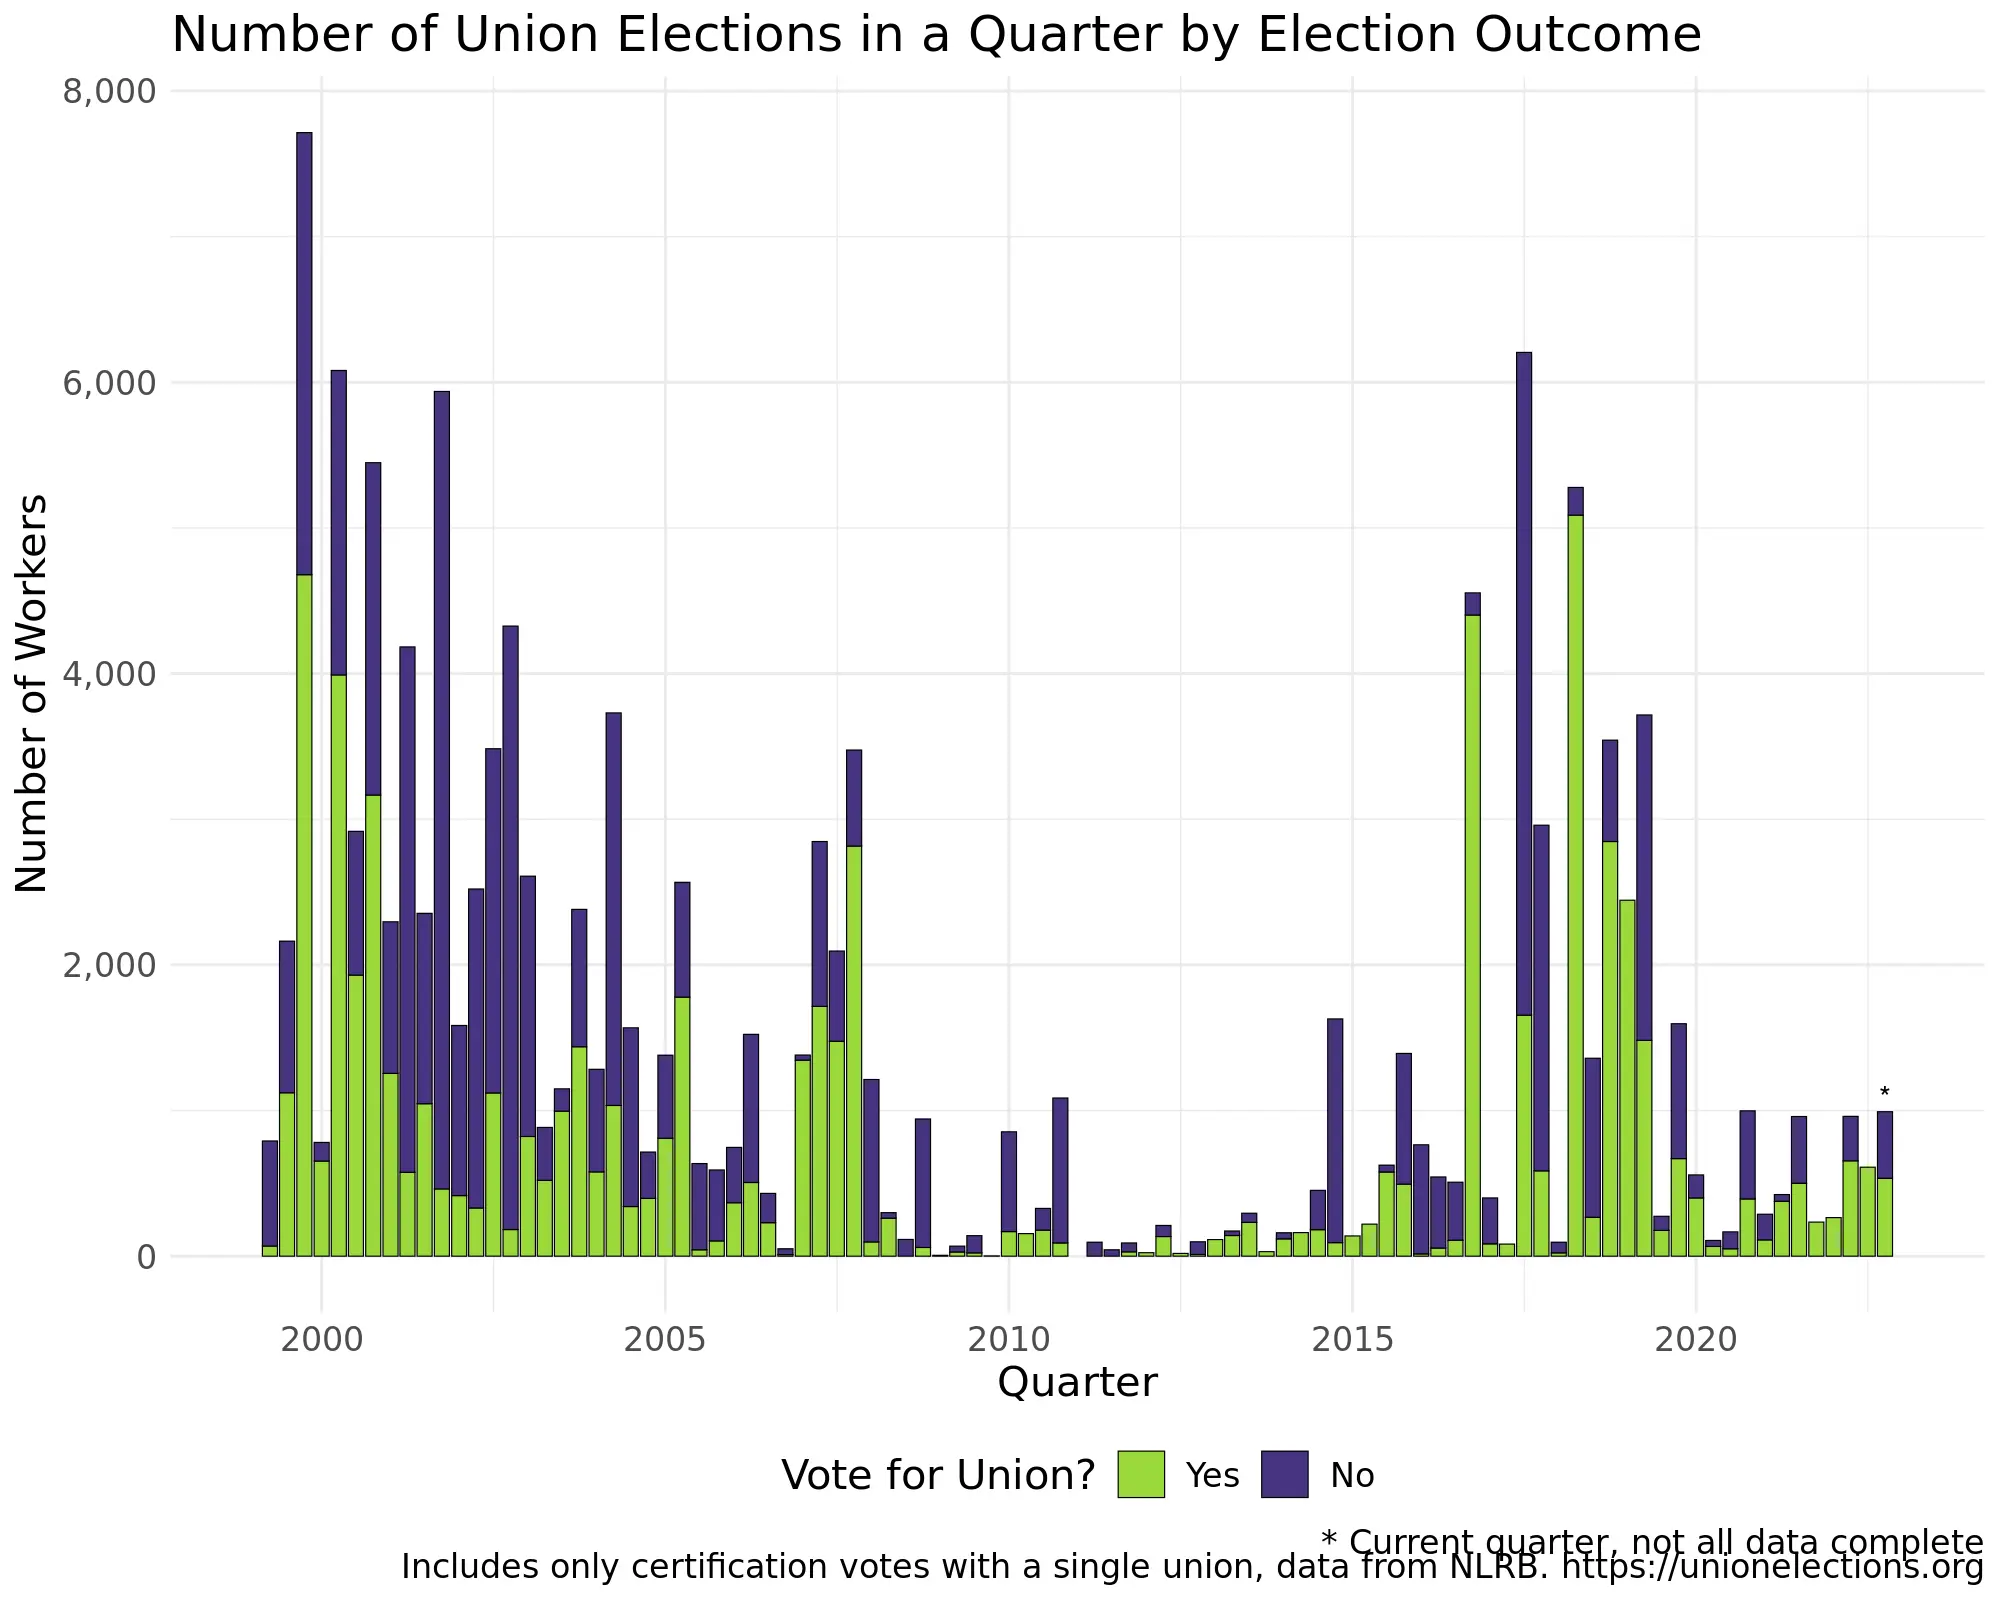 Number of Union Elections in a Quarter by Election Outcome
Number of Workers
8,000
6,000
4,000
2,000
0
*
2000 2005 2010 2015 2020
Quarter
Vote for Union? Yes No
* Current quarter, not all data complete
Includes only certification votes with a single union, data from NLRB. https://unionelections.org